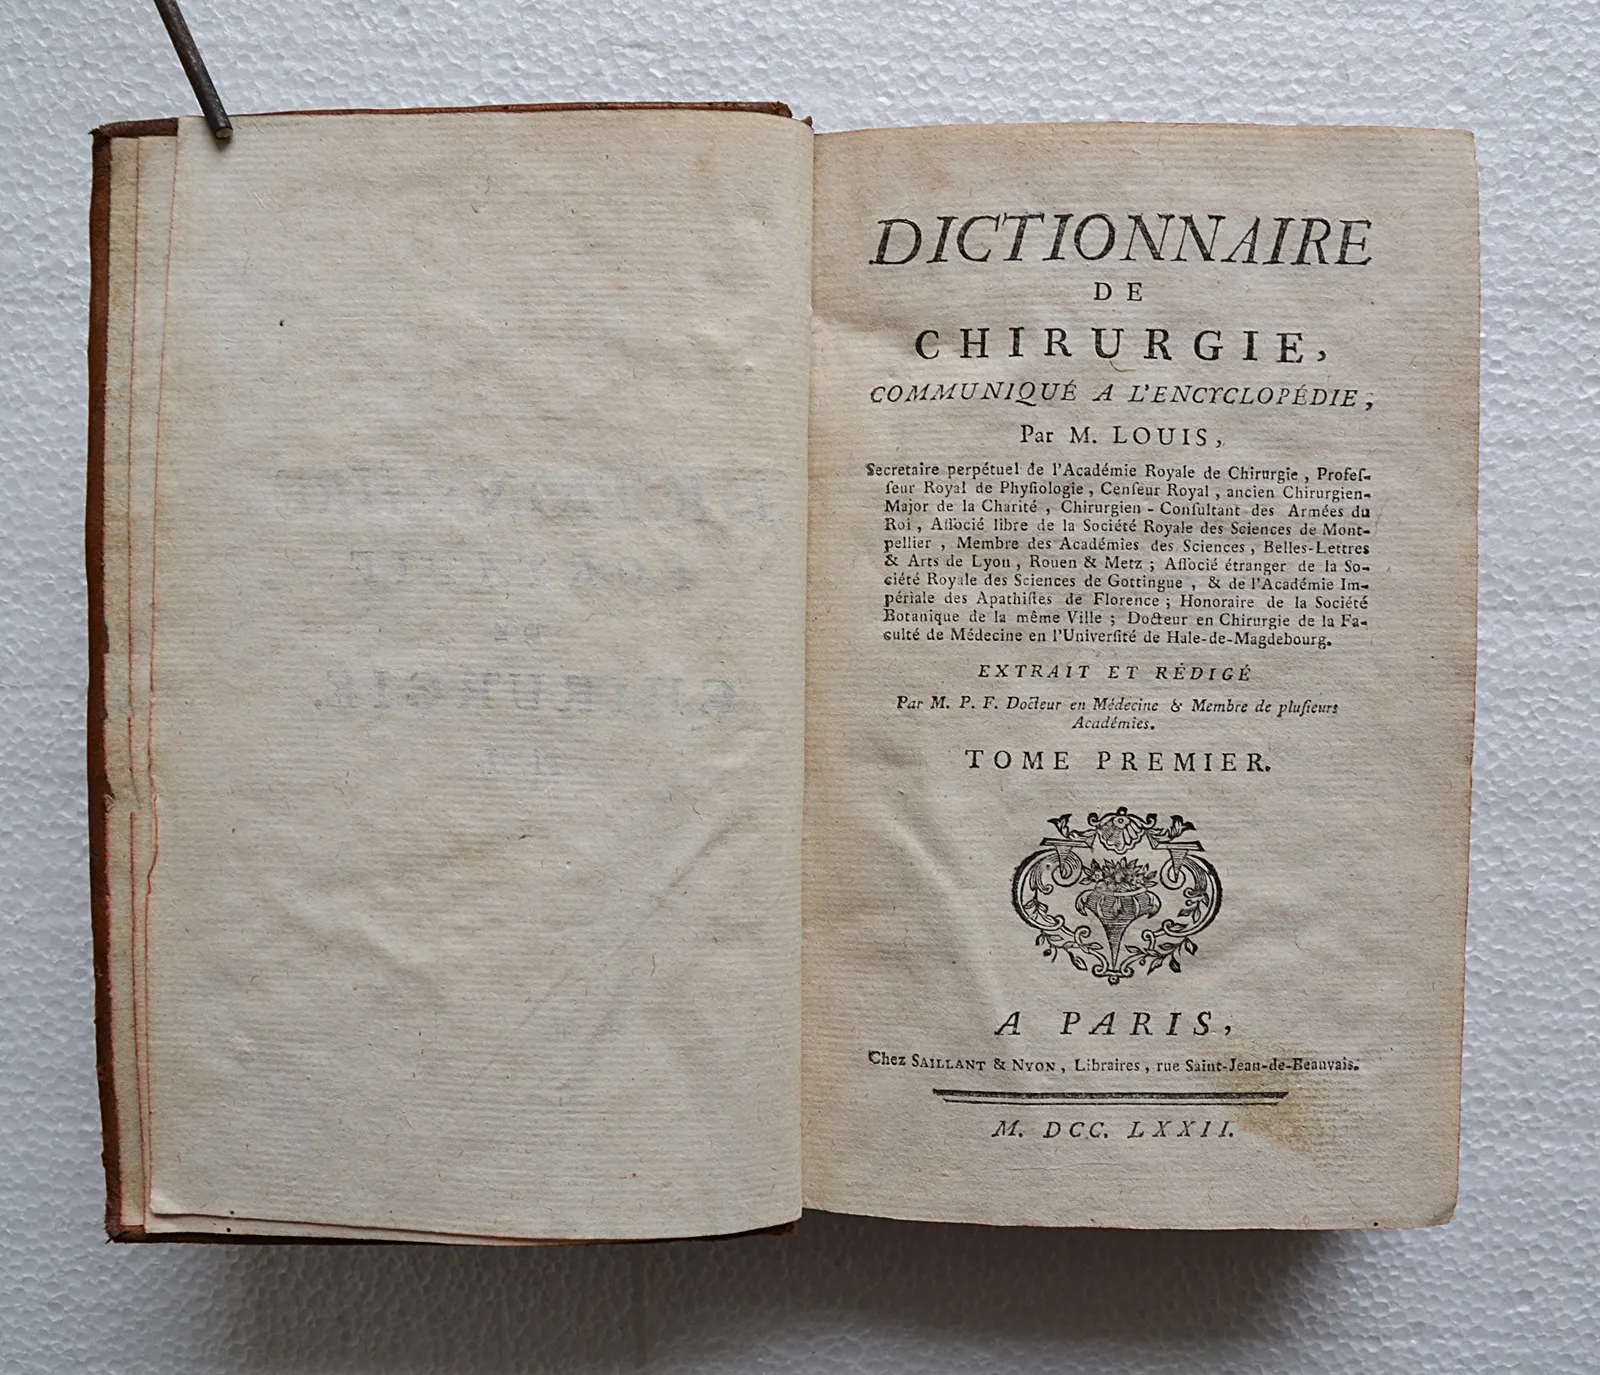 DICTIONNAIRE
DE
CHIRURGIE,
COMMUNIQUÉ A L'ENCYCLOPÉDIE;
Par M. LOUIS,
Secretaire perpétuel de l'Académie Royale de Chirurgie, Profeſ-
ſeur Royal de Phyſiologie, Cenſeur Royal, ancien Chirurgien-
Major de la Charité, Chirurgien-Conſultant des Armées du
Roi, Aſſocié libre de la Société Royale des Sciences de Mont-
pellier, Membre des Académies des Sciences, Belles-Lettres
& Arts de Lyon, Rouen & Metz; Aſſocié étranger de la So-
ciété Royale des Sciences de Gottingue, & de l'Académie Im-
périale des Apathiſtes de Florence; Honoraire de la Société
Botanique de la même Ville; Docteur en Chirurgie de la Fa-
culté de Médecine en l'Univerſité de Hale-de-Magdebourg.
EXTRAIT ET RÉDIGÉ
Par M. P. F. Docteur en Médecine & Membre de pluſieurs
Académies.
TOME PREMIER.
A PARIS,
Chez SAILLANT & NYON, Libraires, rue Saint-Jean-de-Beauvais.
M. DCC. LXXII.